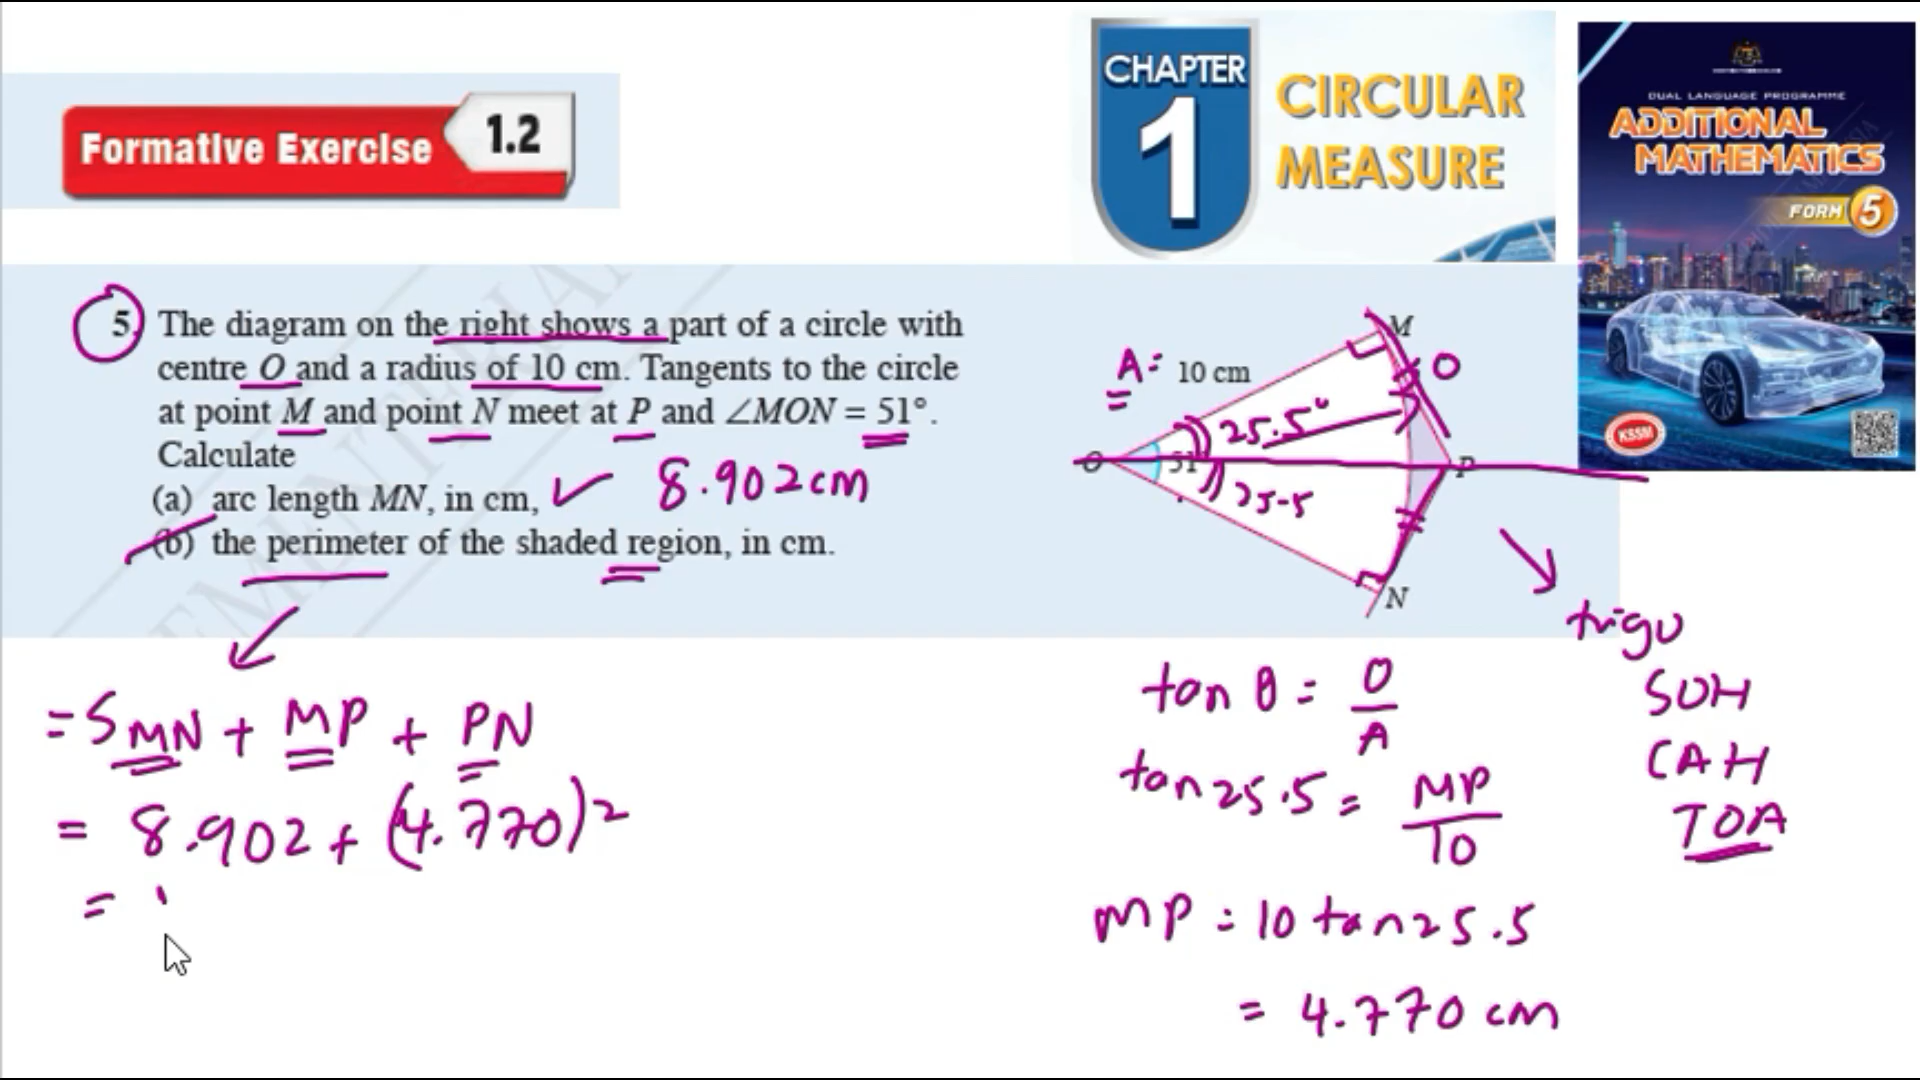 CHAPTER
1
CIRCULAR
MEASURE
DUAL LANGUAGE PROGRAMME
ADDITIONAL
MATHEMATICS
FORM 5
KSSM
Formative Exercise 1.2
5. The diagram on the right shows a part of a circle with
centre O and a radius of 10 cm. Tangents to the circle
at point M and point N meet at P and ∠MON = 51°.
Calculate
(a) arc length MN, in cm, ✓ 8.902cm
(b) the perimeter of the shaded region, in cm.
M
A = 10 cm
O
25.5°
O 51 P
25.5
N
trigo
SOH
CAH
TOA
= SMN + MP + PN
= 8.902 + (4.770)2
=
tan θ = O/A
tan 25.5 = MP/10
MP = 10 tan 25.5
= 4.770 cm